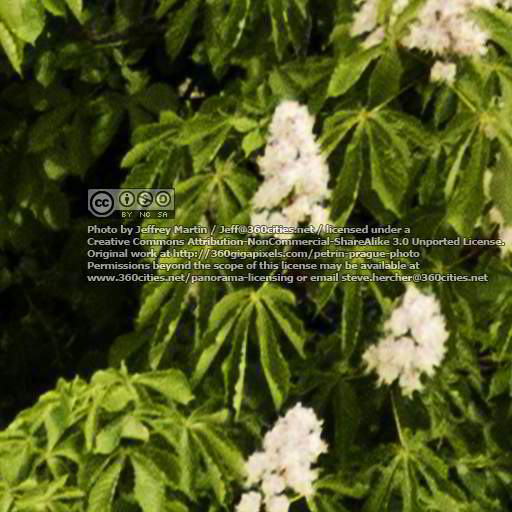 cc BY NC SA
Photo by Jeffrey Martin / Jeff@360cities.net / licensed under a
Creative Commons Attribution-NonCommercial-ShareAlike 3.0 Unported License.
Original work at http://360gigapixels.com/petrin-prague-photo
Permissions beyond the scope of this license may be available at
www.360cities.net/panorama-licensing or email steve.hercher@360cities.net